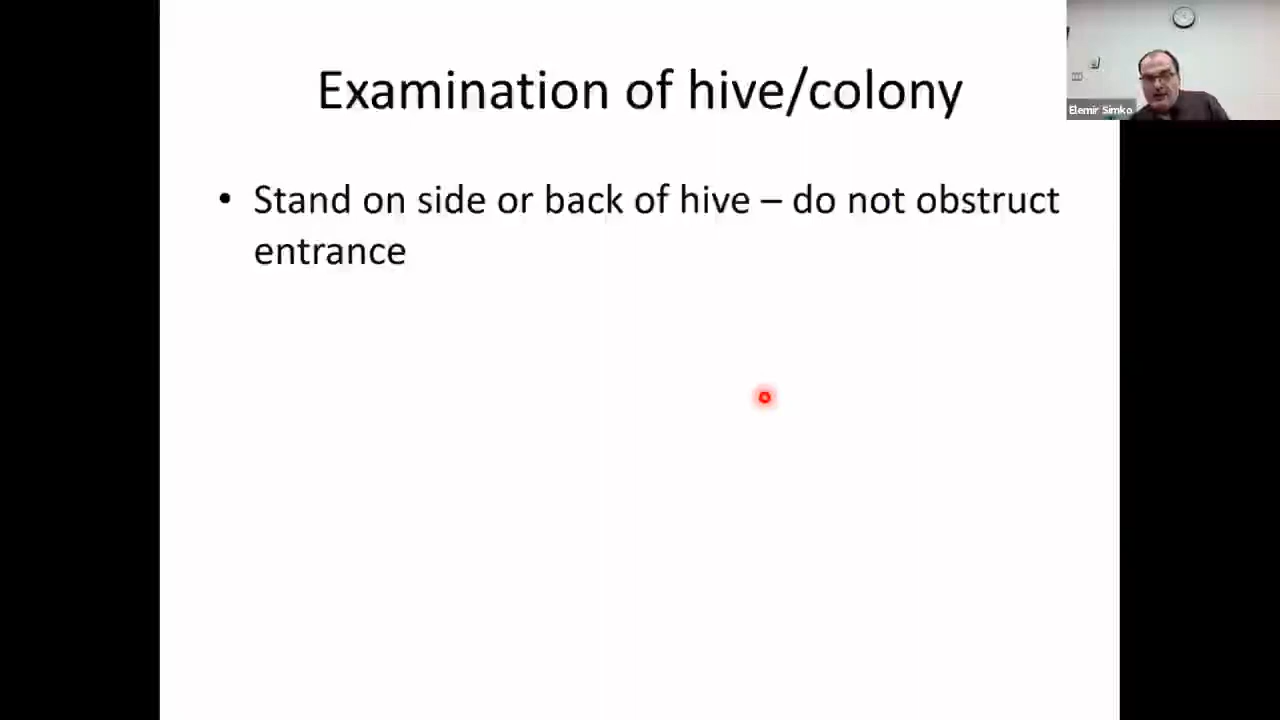 Examination of hive/colony
Elemir Simko
• Stand on side or back of hive – do not obstruct
entrance